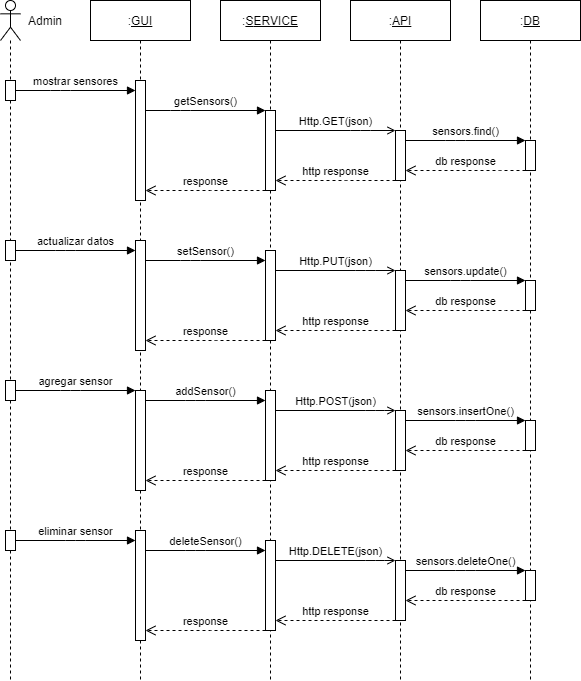 Admin
:GUI
:SERVICE
:API
:DB
mostrar sensores
getSensors()
Http.GET(json)
sensors.find()
db response
http response
response
actualizar datos
setSensor()
Http.PUT(json)
sensors.update()
db response
http response
response
agregar sensor
addSensor()
Http.POST(json)
sensors.insertOne()
db response
http response
response
eliminar sensor
deleteSensor()
Http.DELETE(json)
sensors.deleteOne()
db response
http response
response